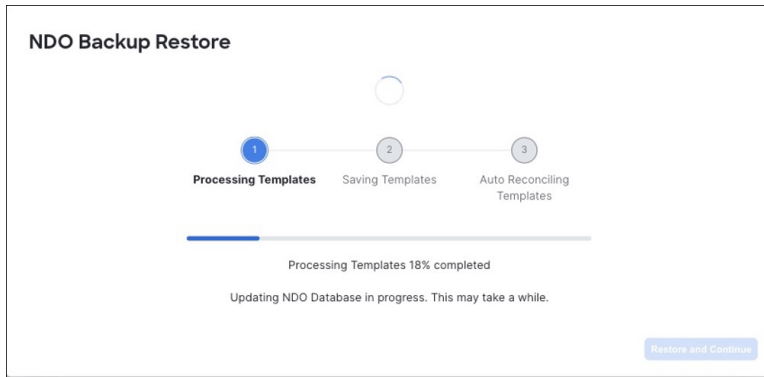 NDO Backup Restore
1
2
3
Processing Templates
Saving Templates
Auto Reconciling
Templates
Processing Templates 18% completed
Updating NDO Database in progress. This may take a while.
Restore and Continue